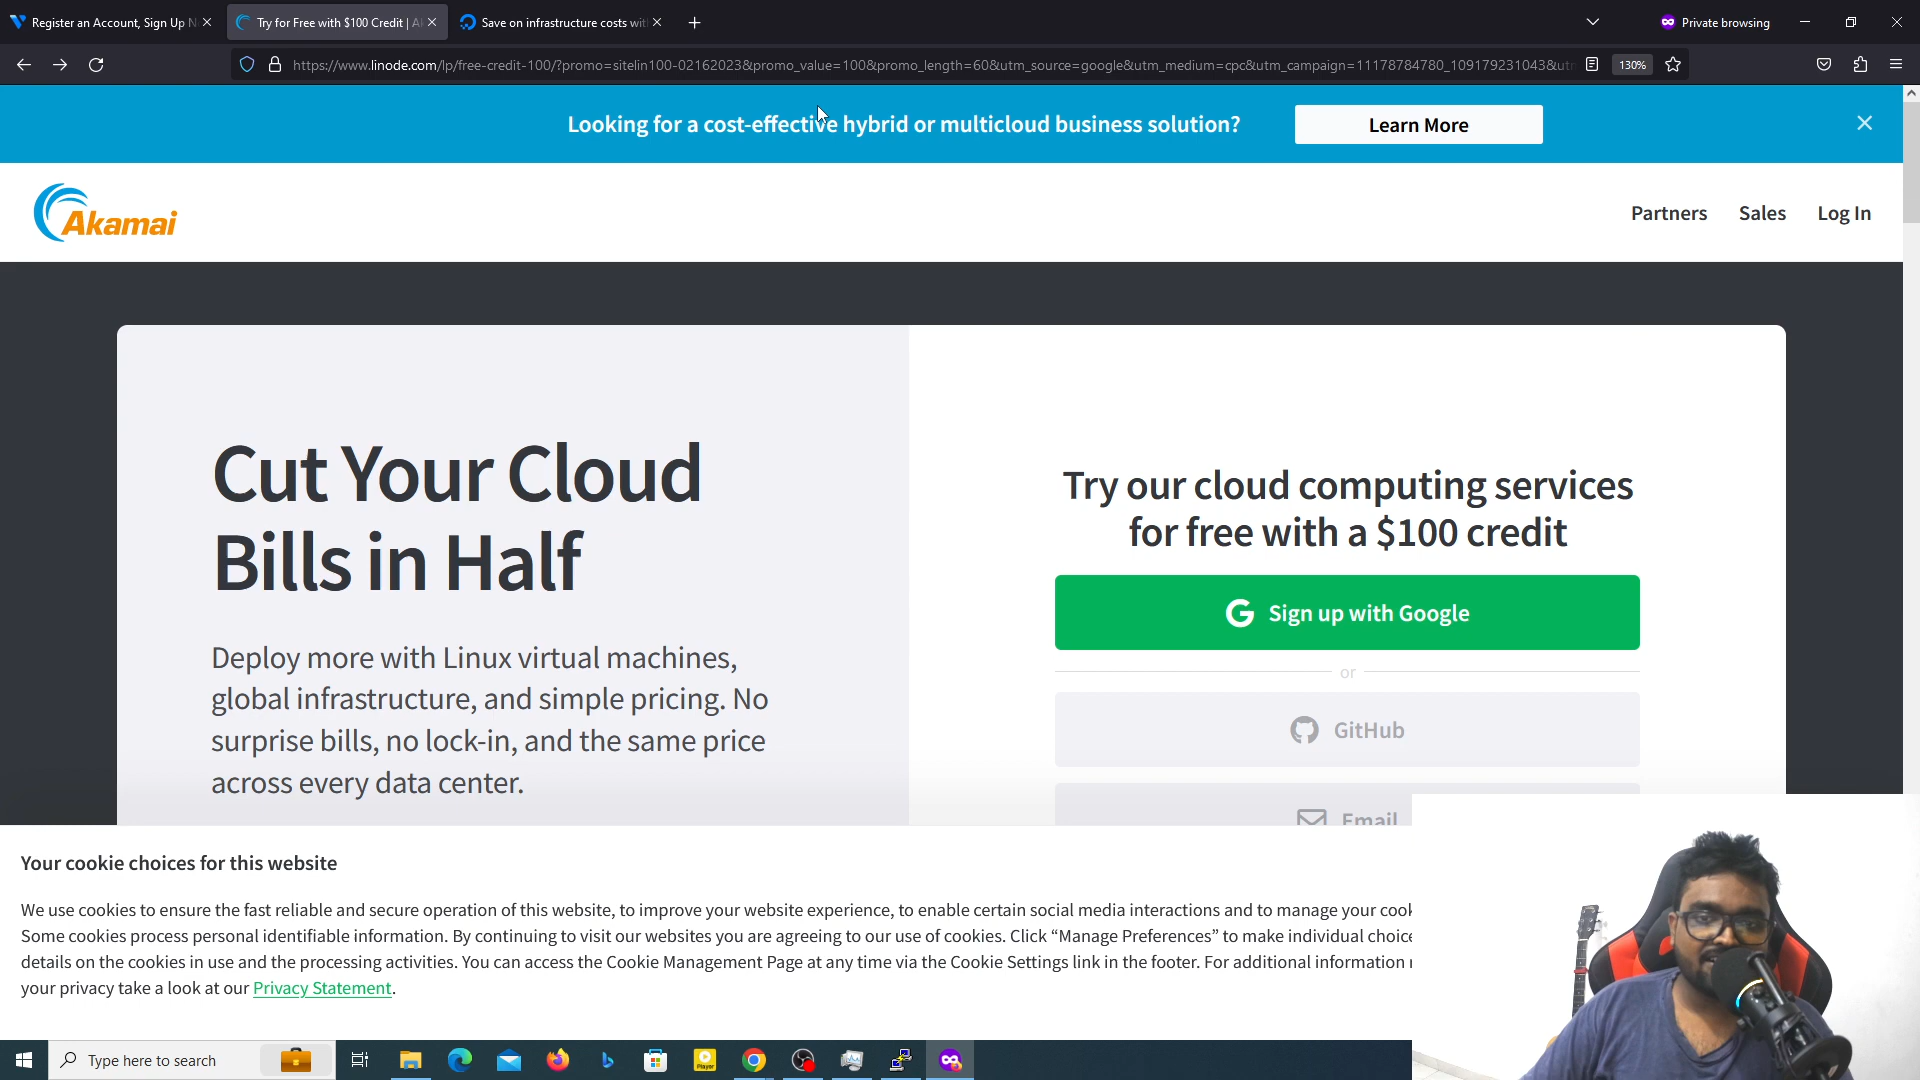 Register an Account, Sign Up N
Try for Free with $100 Credit | A
Save on infrastructure costs wit
Private browsing
https://www.linode.com/lp/free-credit-100/?promo=sitelin100-02162023&promo_value=100&promo_length=60&utm_source=google&utm_medium=cpc&utm_campaign=11178784780_109179231043&utm
130%
Looking for a cost-effective hybrid or multicloud business solution?
Learn More
Akamai
Partners
Sales
Log In
Cut Your Cloud
Bills in Half
Deploy more with Linux virtual machines,
global infrastructure, and simple pricing. No
surprise bills, no lock-in, and the same price
across every data center.
Try our cloud computing services
for free with a $100 credit
Sign up with Google
or
GitHub
Email
Your cookie choices for this website
We use cookies to ensure the fast reliable and secure operation of this website, to improve your website experience, to enable certain social media interactions and to manage your cook
Some cookies process personal identifiable information. By continuing to visit our websites you are agreeing to our use of cookies. Click “Manage Preferences” to make individual choice
details on the cookies in use and the processing activities. You can access the Cookie Management Page at any time via the Cookie Settings link in the footer. For additional information
your privacy take a look at our Privacy Statement.
Type here to search
Player